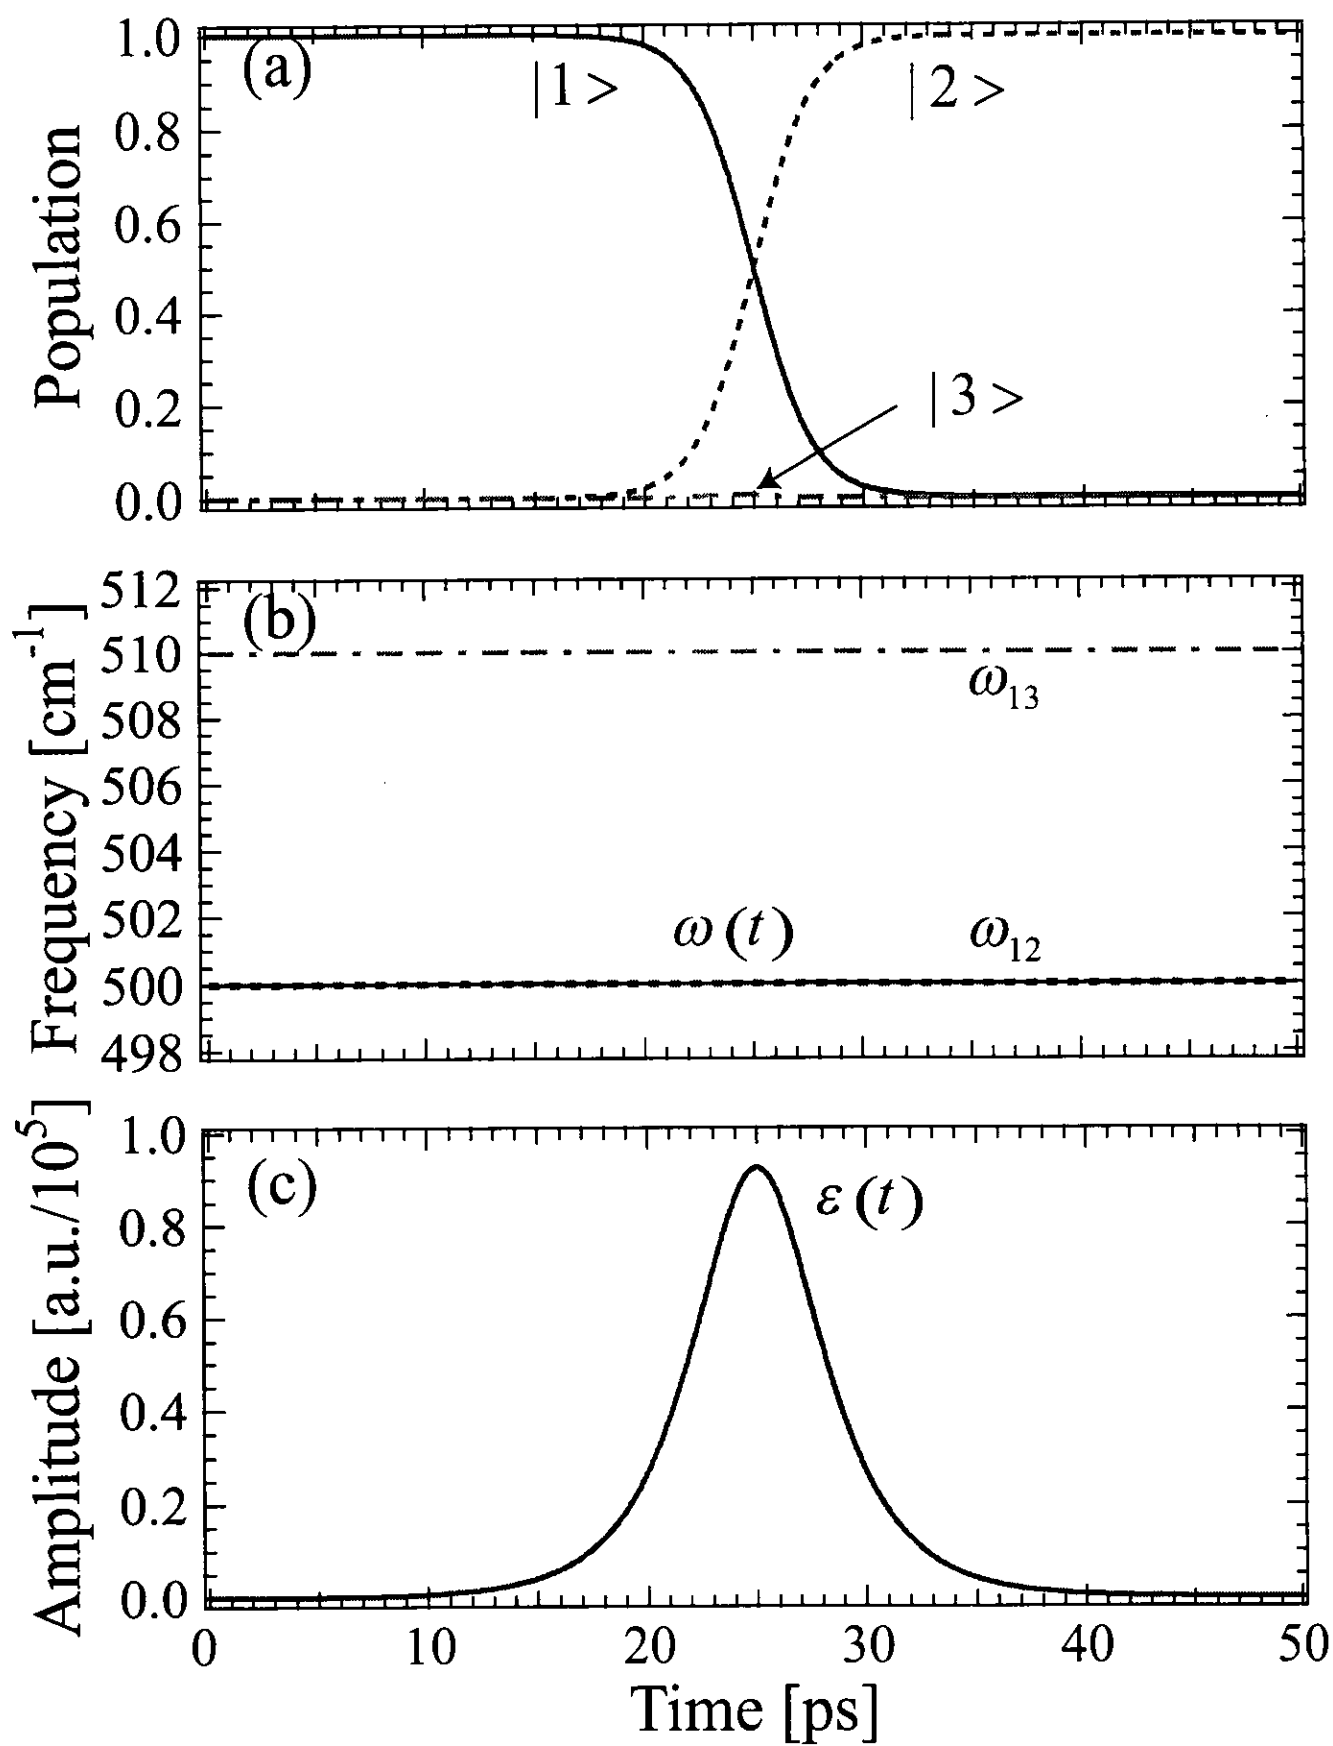 (a)
|1>
|2>
|3>
Population
1.0
0.8
0.6
0.4
0.2
0.0
(b)
ω13
ω(t)
ω12
Frequency [cm-1]
512
510
508
506
504
502
500
498
(c)
ε(t)
Amplitude [a.u./10^5]
1.0
0.8
0.6
0.4
0.2
0.0
0 10 20 30 40 50
Time [ps]